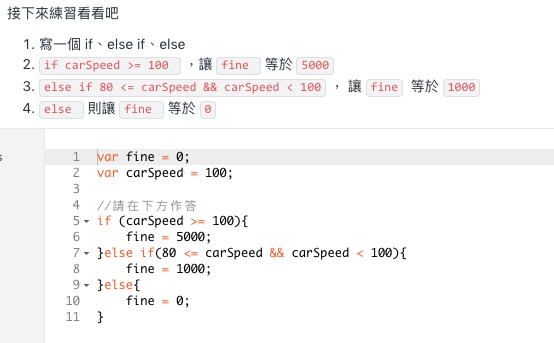 接下來練習看看吧
1. 寫一個 if、else if、else
2. if carSpeed >= 100 ，讓 fine 等於 5000
3. else if 80 <= carSpeed && carSpeed < 100 ， 讓 fine 等於 1000
4. else 則讓 fine 等於 0
s
1 var fine = 0;
2 var carSpeed = 100;
3
4 //請在下方作答
5 if (carSpeed >= 100){
6     fine = 5000;
7 }else if(80 <= carSpeed && carSpeed < 100){
8     fine = 1000;
9 }else{
10     fine = 0;
11 }